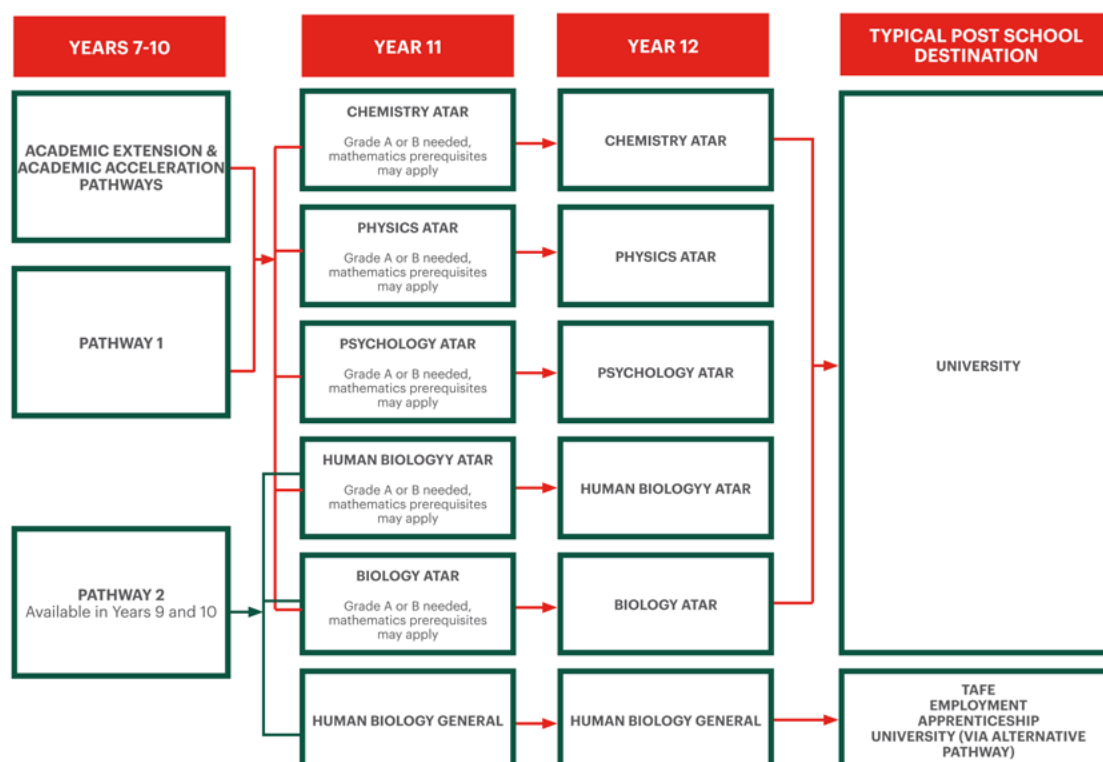 YEARS 7-10
YEAR 11
YEAR 12
TYPICAL POST SCHOOL
DESTINATION
ACADEMIC EXTENSION &
ACADEMIC ACCELERATION
PATHWAYS
PATHWAY 1
PATHWAY 2
Available in Years 9 and 10
CHEMISTRY ATAR
Grade A or B needed,
mathematics prerequisites
may apply
PHYSICS ATAR
Grade A or B needed,
mathematics prerequisites
may apply
PSYCHOLOGY ATAR
Grade A or B needed,
mathematics prerequisites
may apply
HUMAN BIOLOGYY ATAR
Grade A or B needed,
mathematics prerequisites
may apply
BIOLOGY ATAR
Grade A or B needed,
mathematics prerequisites
may apply
HUMAN BIOLOGY GENERAL
CHEMISTRY ATAR
PHYSICS ATAR
PSYCHOLOGY ATAR
HUMAN BIOLOGYY ATAR
BIOLOGY ATAR
HUMAN BIOLOGY GENERAL
UNIVERSITY
TAFE
EMPLOYMENT
APPRENTICESHIP
UNIVERSITY (VIA ALTERNATIVE
PATHWAY)